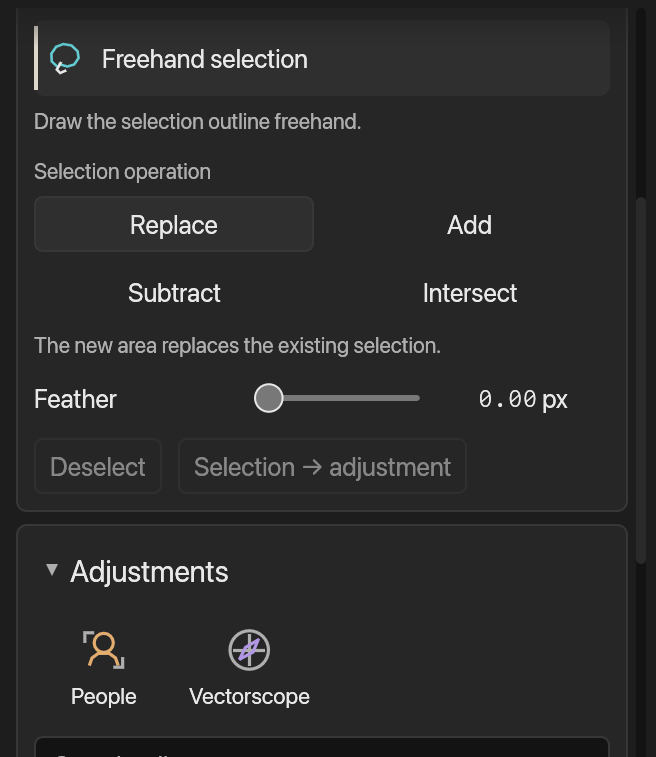 Freehand selection
Draw the selection outline freehand.
Selection operation
Replace Add
Subtract Intersect
The new area replaces the existing selection.
Feather 0.00 px
Deselect Selection → adjustment
▼ Adjustments
People Vectorscope